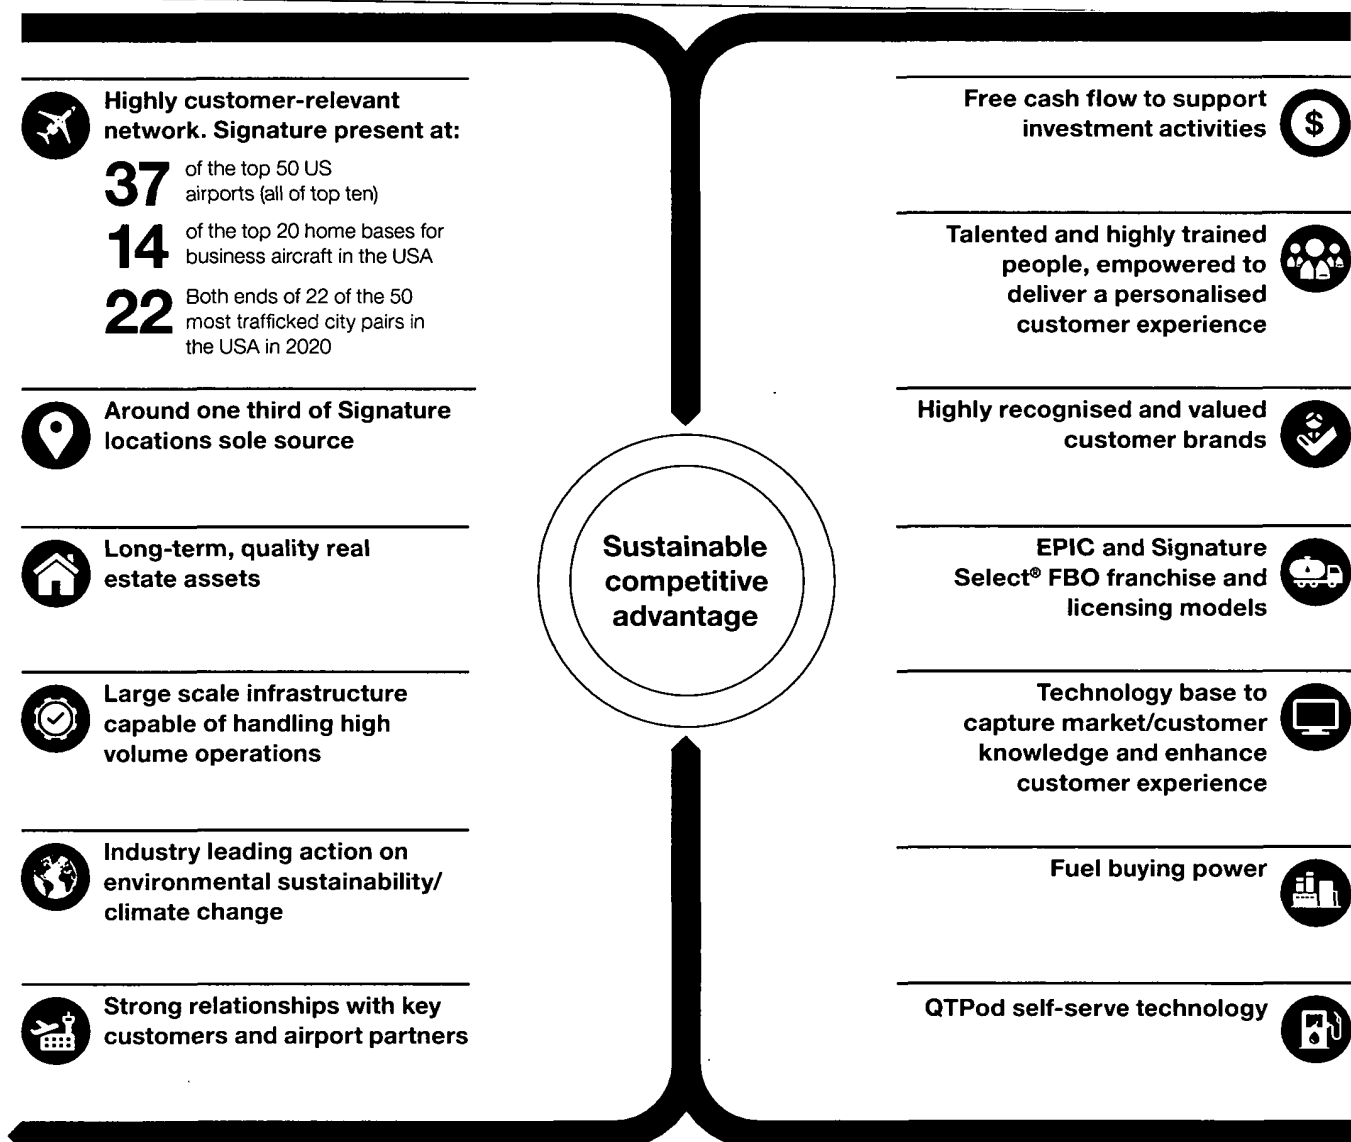 Highly customer-relevant
network. Signature present at:
37
of the top 50 US
airports (all of top ten)
14
of the top 20 home bases for
business aircraft in the USA
22
Both ends of 22 of the 50
most trafficked city pairs in
the USA in 2020
Around one third of Signature
locations sole source
Long-term, quality real
estate assets
Large scale infrastructure
capable of handling high
volume operations
Industry leading action on
environmental sustainability/
climate change
Strong relationships with key
customers and airport partners
Sustainable
competitive
advantage
Free cash flow to support
investment activities
$
Talented and highly trained
people, empowered to
deliver a personalised
customer experience
Highly recognised and valued
customer brands
EPIC and Signature
Select® FBO franchise and
licensing models
Technology base to
capture market/customer
knowledge and enhance
customer experience
Fuel buying power
QTPod self-serve technology